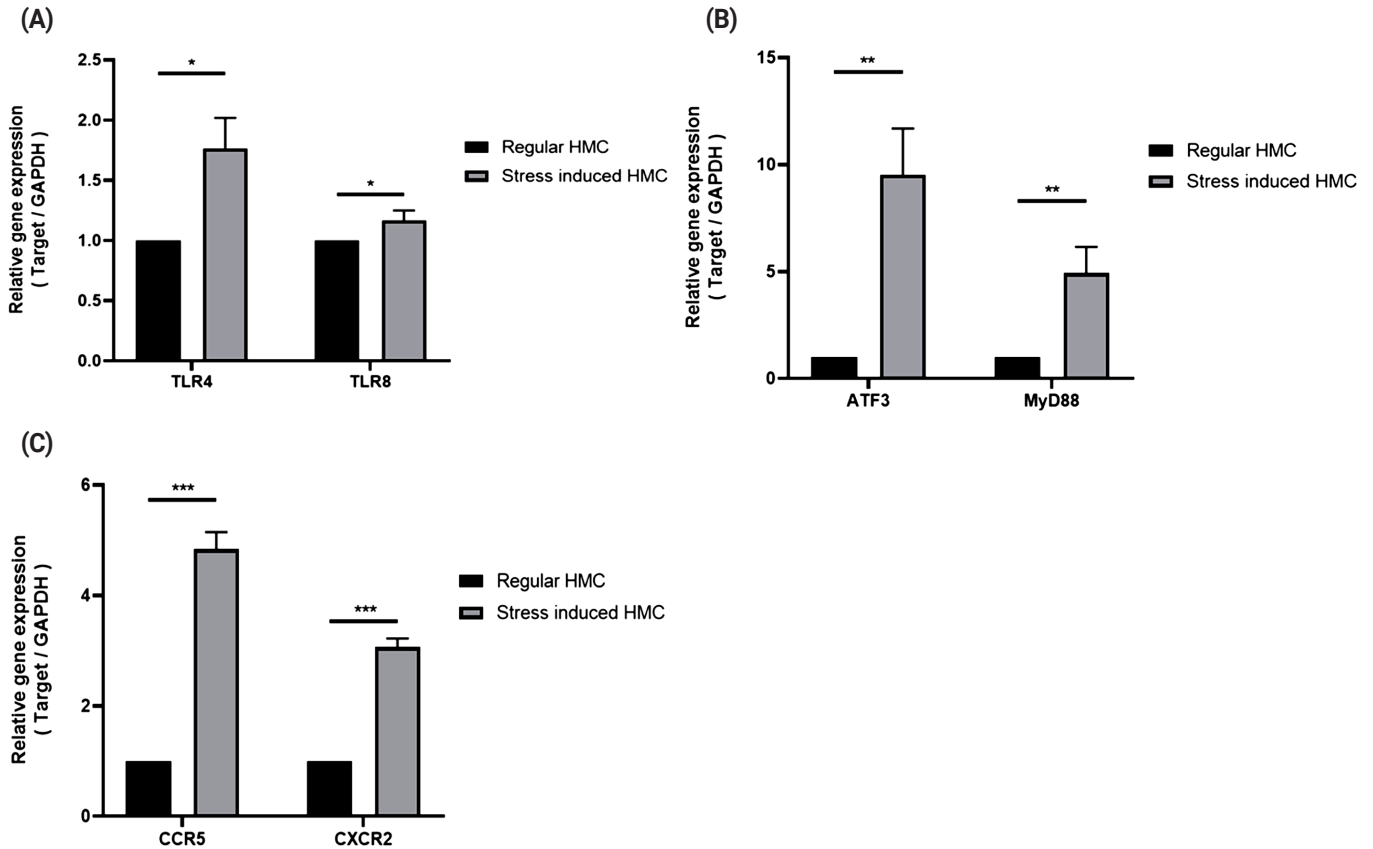 (A)
Relative gene expression
( Target / GAPDH )
2.5
2.0
1.5
1.0
0.5
0.0
*
*
TLR4
TLR8
Regular HMC
Stress induced HMC
(B)
Relative gene expression
( Target / GAPDH )
15
10
5
0
**
**
ATF3
MyD88
Regular HMC
Stress induced HMC
(C)
Relative gene expression
( Target / GAPDH )
6
4
2
0
***
***
CCR5
CXCR2
Regular HMC
Stress induced HMC